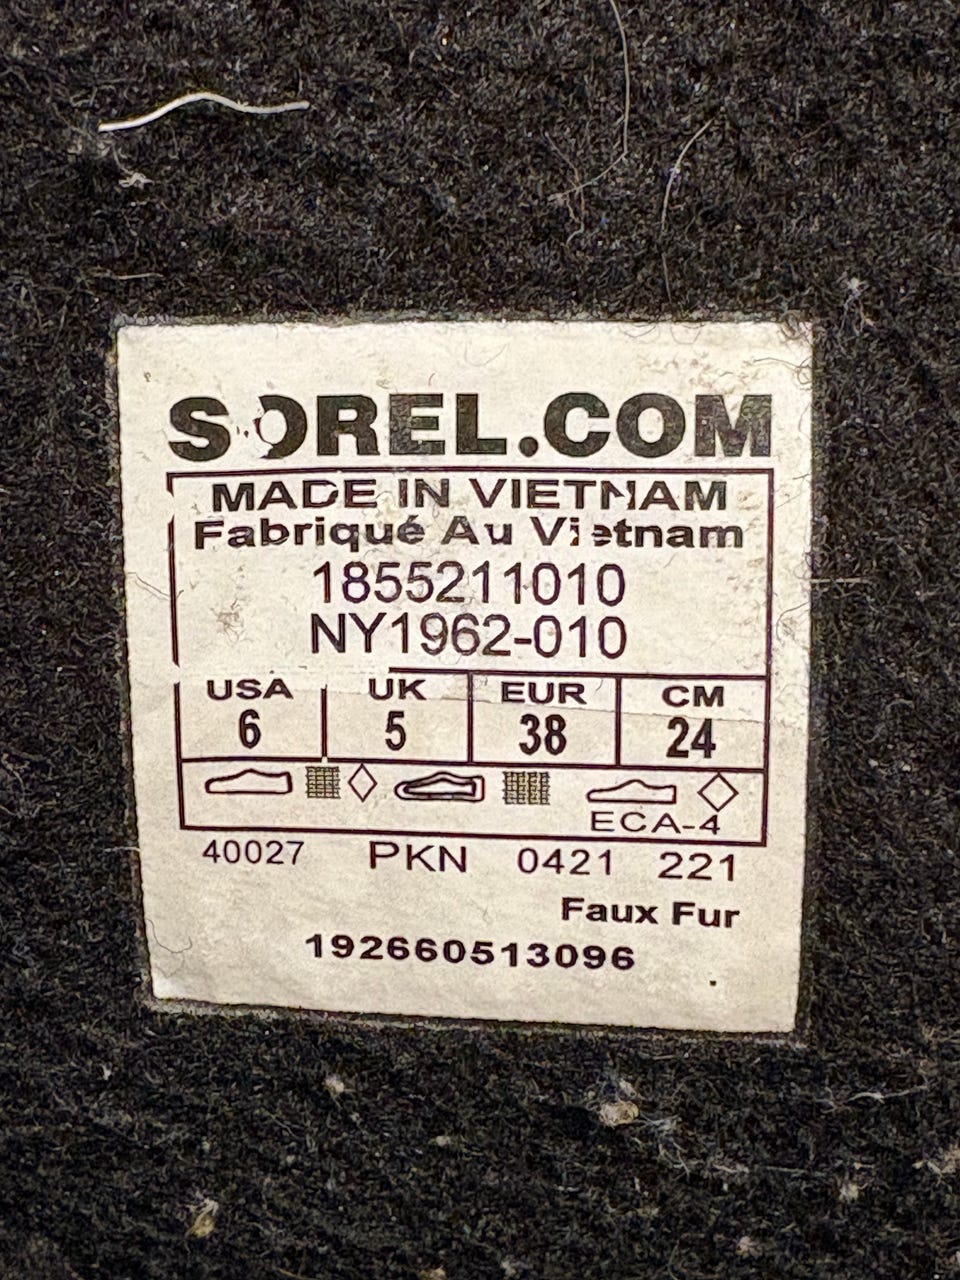 SOREL.COM
MADE IN VIETNAM
Fabriqué Au Vietnam
1855211010
NY1962-010
USA UK EUR CM
6 5 38 24
ECA-4
40027 PKN 0421 221
Faux Fur
192660513096